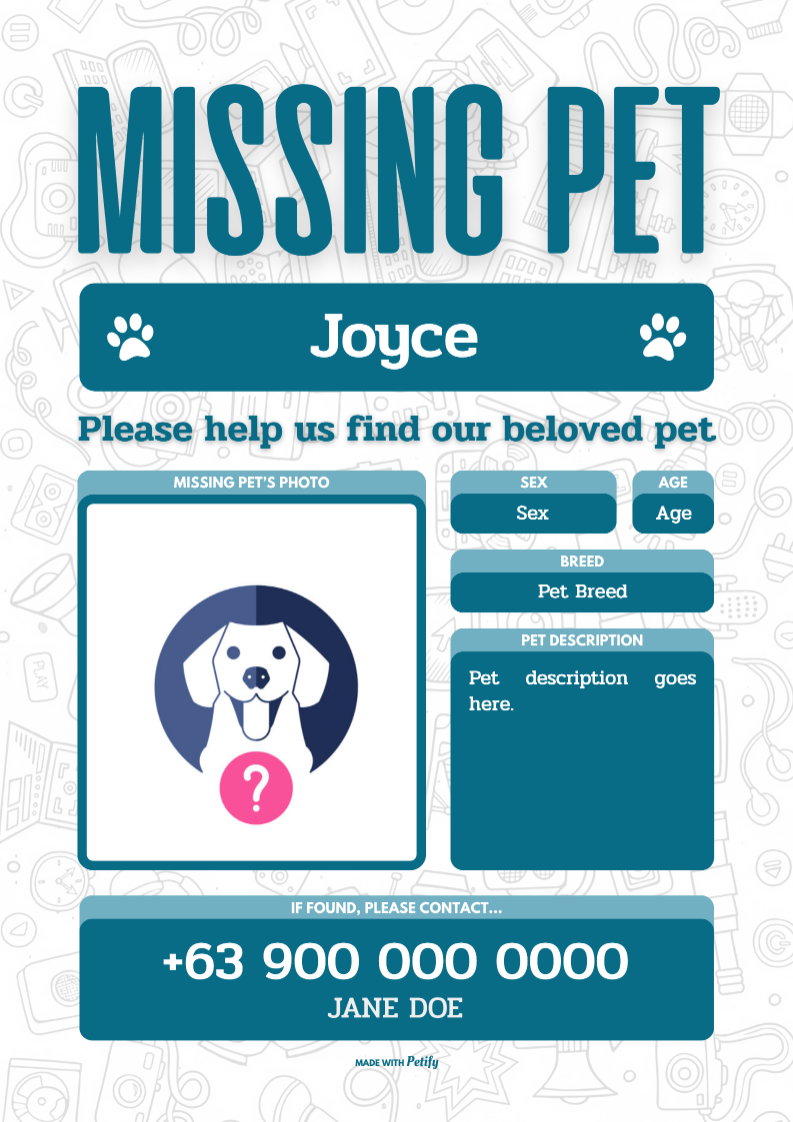 MISSING PET
Joyce
Please help us find our beloved pet
MISSING PET'S PHOTO
?
SEX
Sex
AGE
Age
BREED
Pet Breed
PET DESCRIPTION
Pet description goes
here.
PLAY
IF FOUND, PLEASE CONTACT...
+63 900 000 0000
JANE DOE
MADE WITH Petify